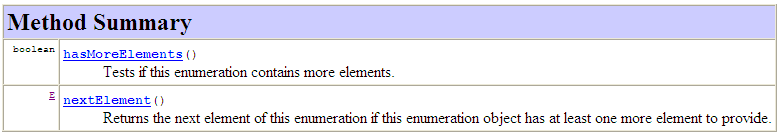 Method Summary
boolean hasMoreElements()
Tests if this enumeration contains more elements.
E nextElement()
Returns the next element of this enumeration if this enumeration object has at least one more element to provide.